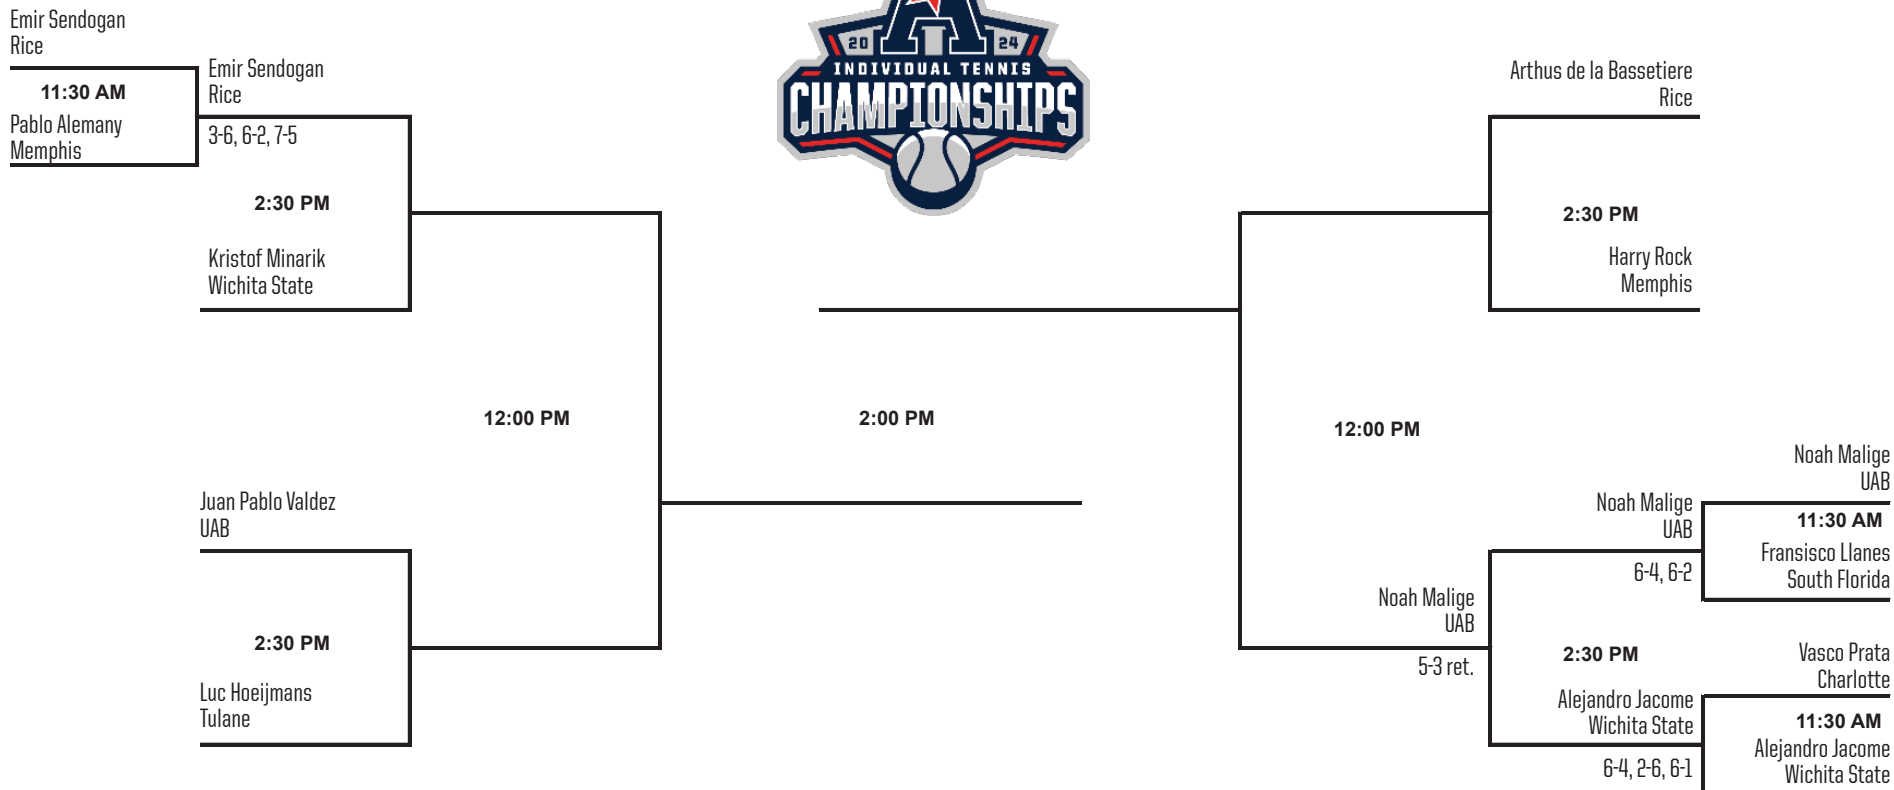 Emir Sendogan
Rice
11:30 AM
Pablo Alemany
Memphis
Emir Sendogan
Rice
3-6, 6-2, 7-5
2:30 PM
Kristof Minarik
Wichita State
12:00 PM
Juan Pablo Valdez
UAB
2:30 PM
Luc Hoeijmans
Tulane
20 24
INDIVIDUAL TENNIS
CHAMPIONSHIPS
2:00 PM
Arthus de la Bassetiere
Rice
2:30 PM
Harry Rock
Memphis
12:00 PM
Noah Malige
UAB
5-3 ret.
Noah Malige
UAB
6-4, 6-2
2:30 PM
Alejandro Jacome
Wichita State
6-4, 2-6, 6-1
Noah Malige
UAB
11:30 AM
Fransisco Llanes
South Florida
Vasco Prata
Charlotte
11:30 AM
Alejandro Jacome
Wichita State